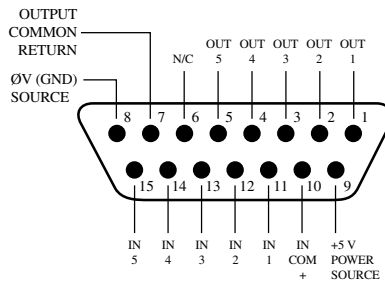 OUTPUT
COMMON
RETURN
ØV (GND)
SOURCE
N/C
OUT
5
OUT
4
OUT
3
OUT
2
OUT
1
8
7
6
5
4
3
2
1
15
14
13
12
11
10
9
IN
5
IN
4
IN
3
IN
2
IN
1
IN
COM
+
+5 V
POWER
SOURCE